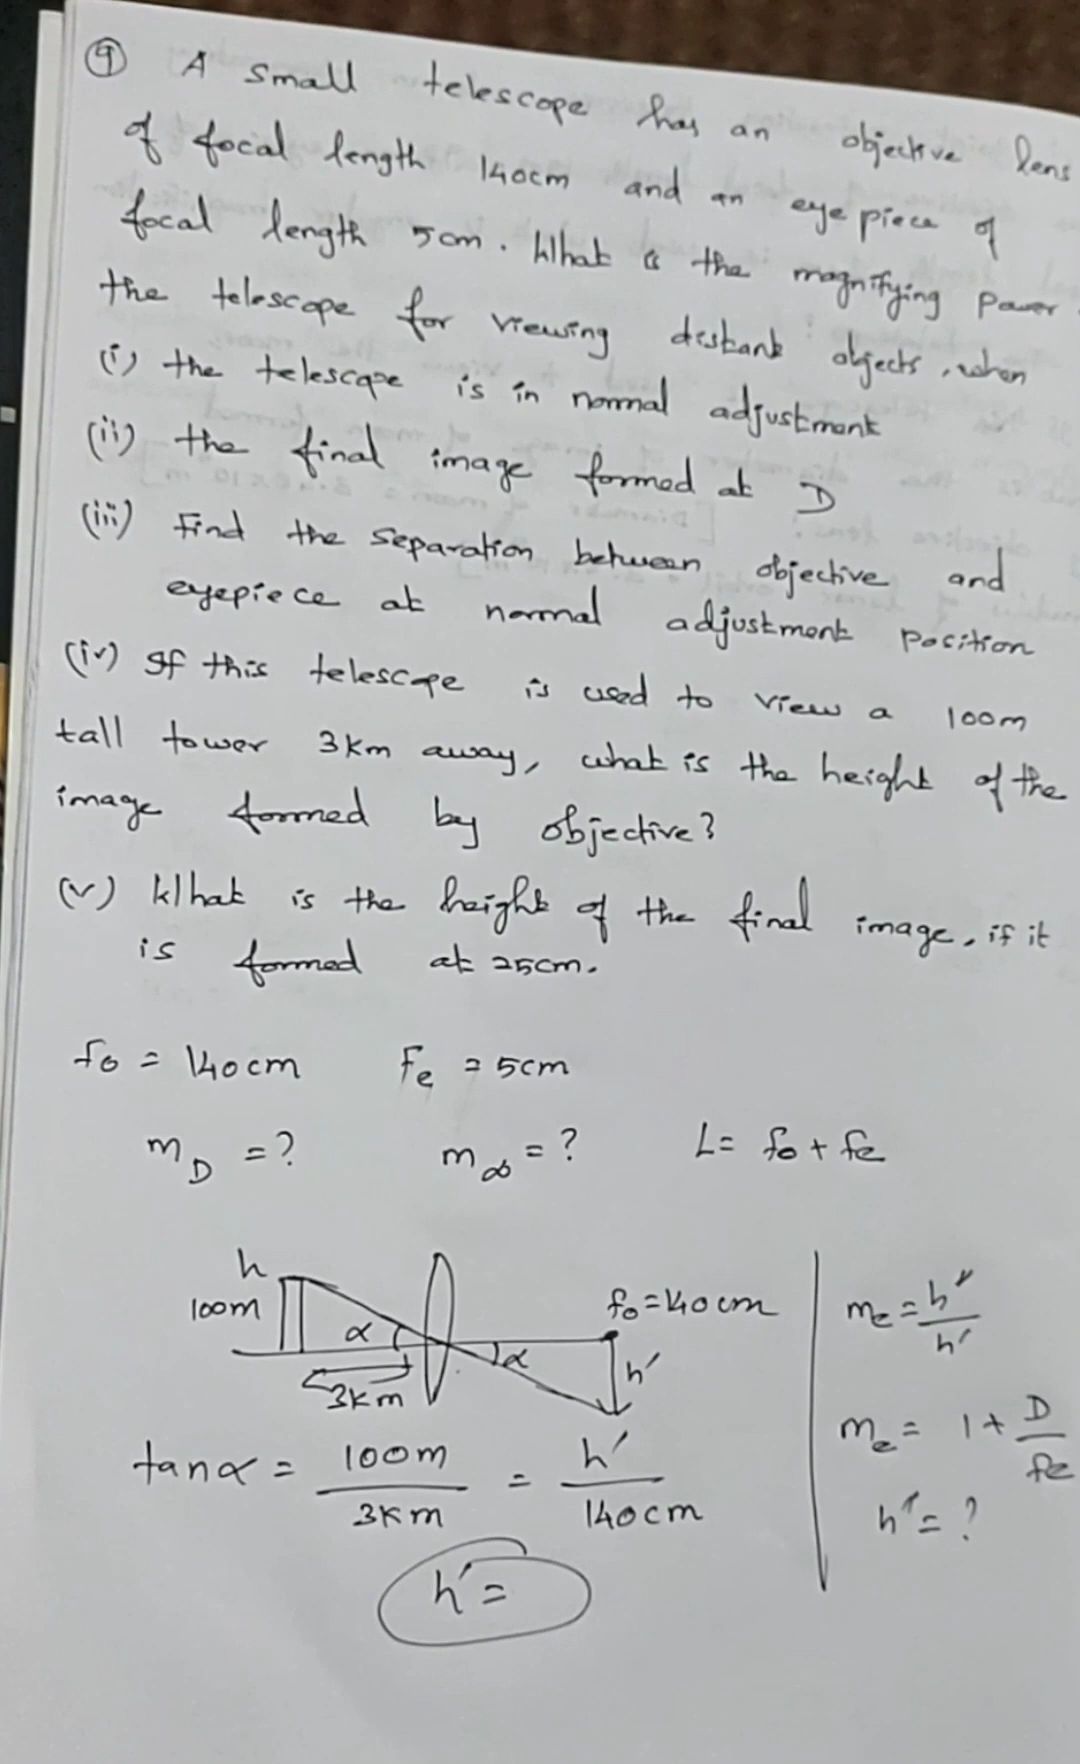 ⑨ A small telescope has an objective lens
of focal length 140cm and an eye piece of
focal length 5cm. What is the magnifying power
the telescope for viewing distant objects, when
(i) the telescope is in normal adjustment
(ii) the final image formed at D
(iii) Find the separation between objective and
eyepiece at normal adjustment position
(iv) If this telescope is used to view a 100m
tall tower 3km away, what is the height of the
image formed by objective?
(v) What is the height of the final image, if it
is formed at 25cm.
fo = 140cm Fe = 5cm
mD = ? m∞ = ? L = fo + fe
h
100m
α
3km
α
fo = 140cm
h'
tanα = 100m / 3km = h' / 140cm
h' =
me = h" / h'
me = 1 + D / fe
h" = ?